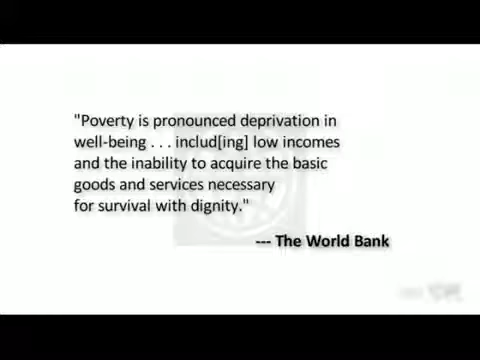 "Poverty is pronounced deprivation in
well-being . . . includ[ing] low incomes
and the inability to acquire the basic
goods and services necessary
for survival with dignity."
--- The World Bank